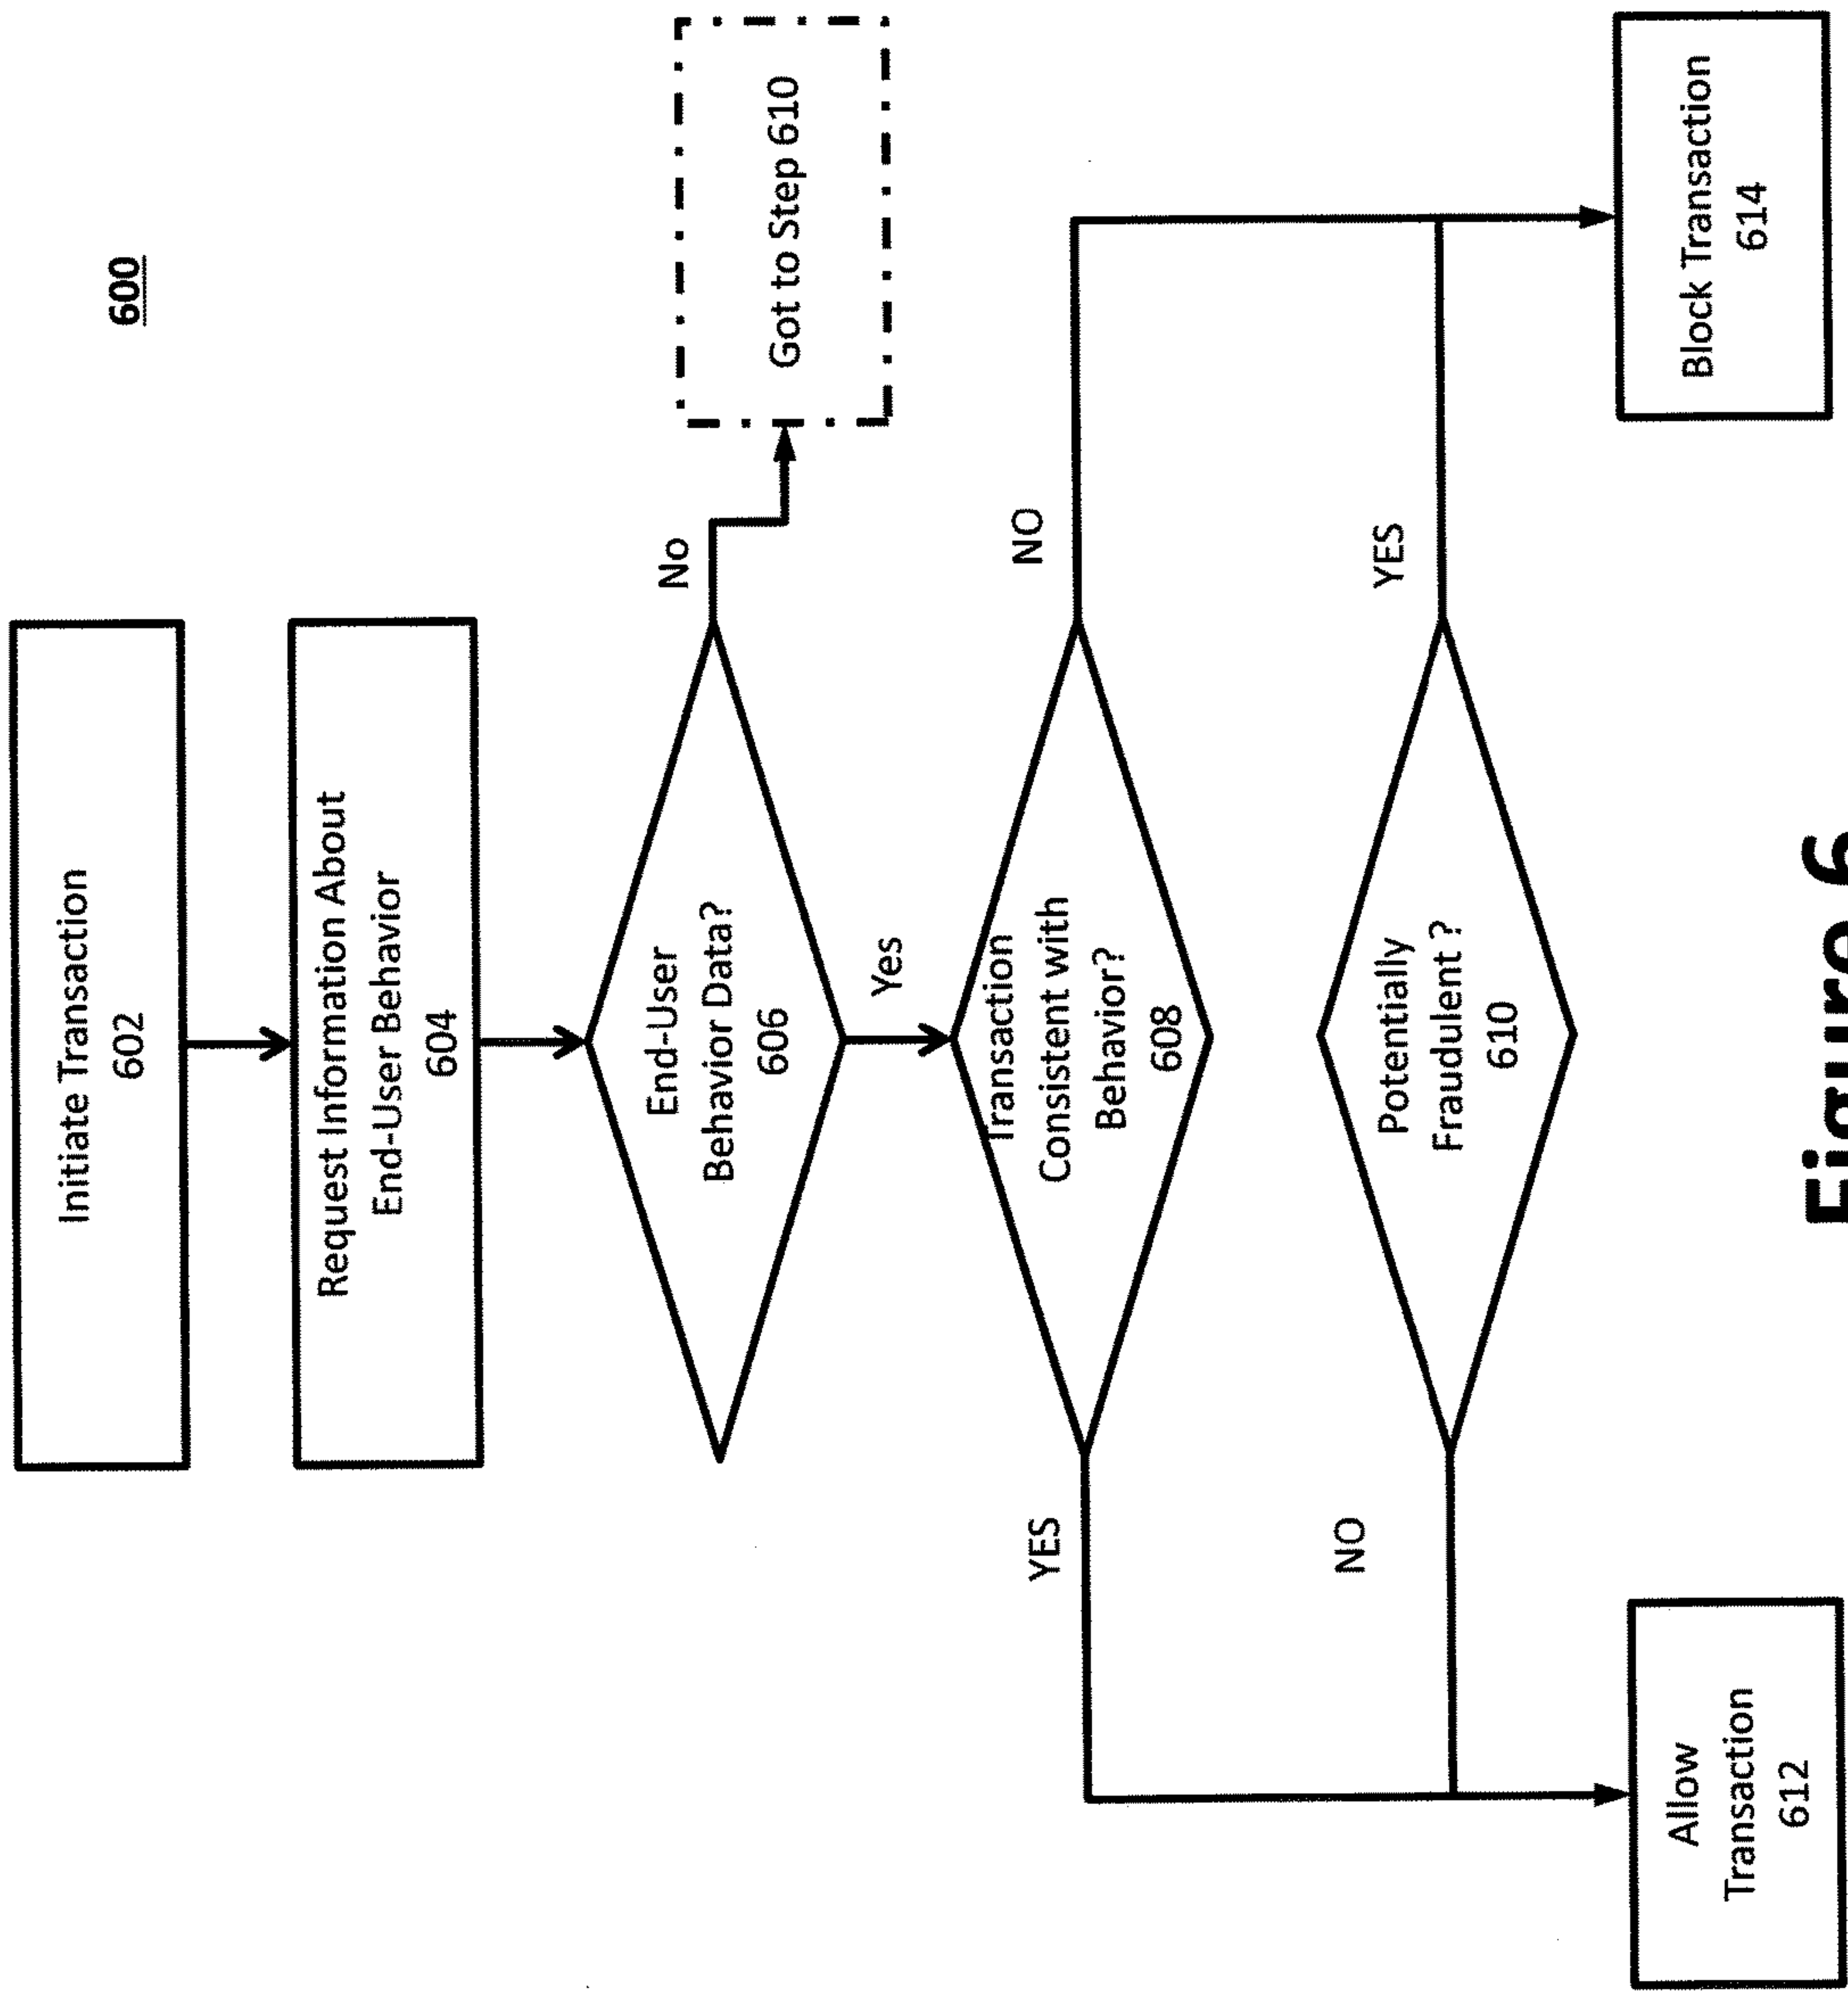 600
Initiate Transaction
602
Request Information About
End-User Behavior
604
End-User
Behavior Data?
606
No
Got to Step 610
Yes
Transaction
Consistent with
Behavior?
608
YES
NO
Potentially
Fraudulent ?
610
NO
YES
Allow
Transaction
612
Block Transaction
614
Figure 6